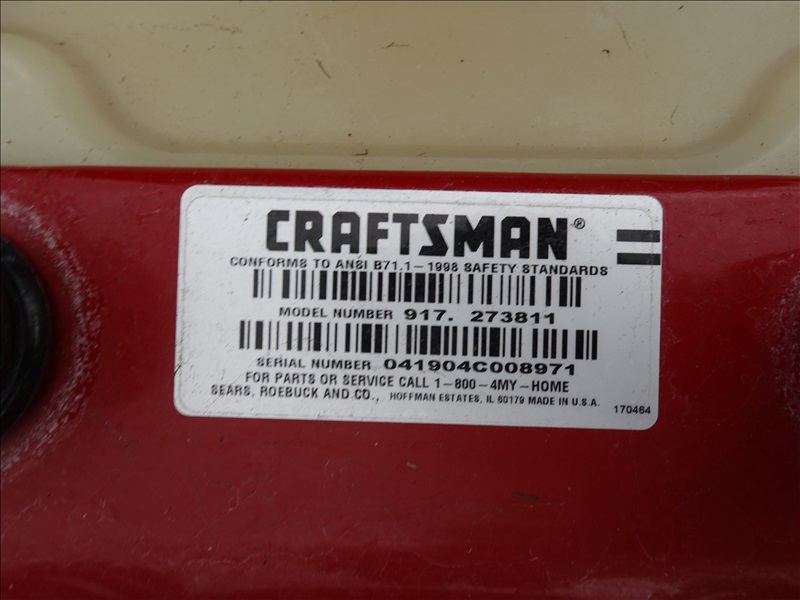 CRAFTSMAN®
CONFORMS TO ANSI B71.1-1998 SAFETY STANDARDS
MODEL NUMBER 917. 273811
SERIAL NUMBER 041904C008971
FOR PARTS OR SERVICE CALL 1-800-4MY-HOME
SEARS, ROEBUCK AND CO., HOFFMAN ESTATES, IL 60179 MADE IN U.S.A.
170464